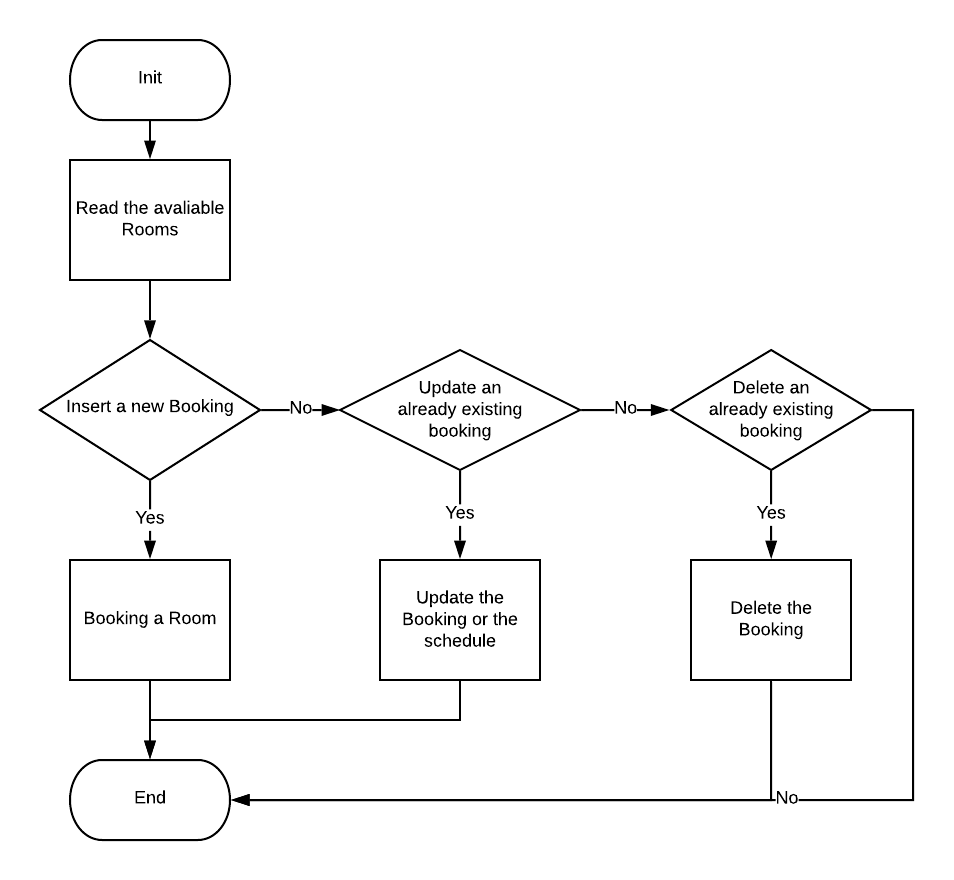 Init
Read the avaliable
Rooms
Insert a new Booking
No
Update an
already existing
booking
No
Delete an
already existing
booking
Yes
Yes
Yes
Booking a Room
Update the
Booking or the
schedule
Delete the
Booking
End
No